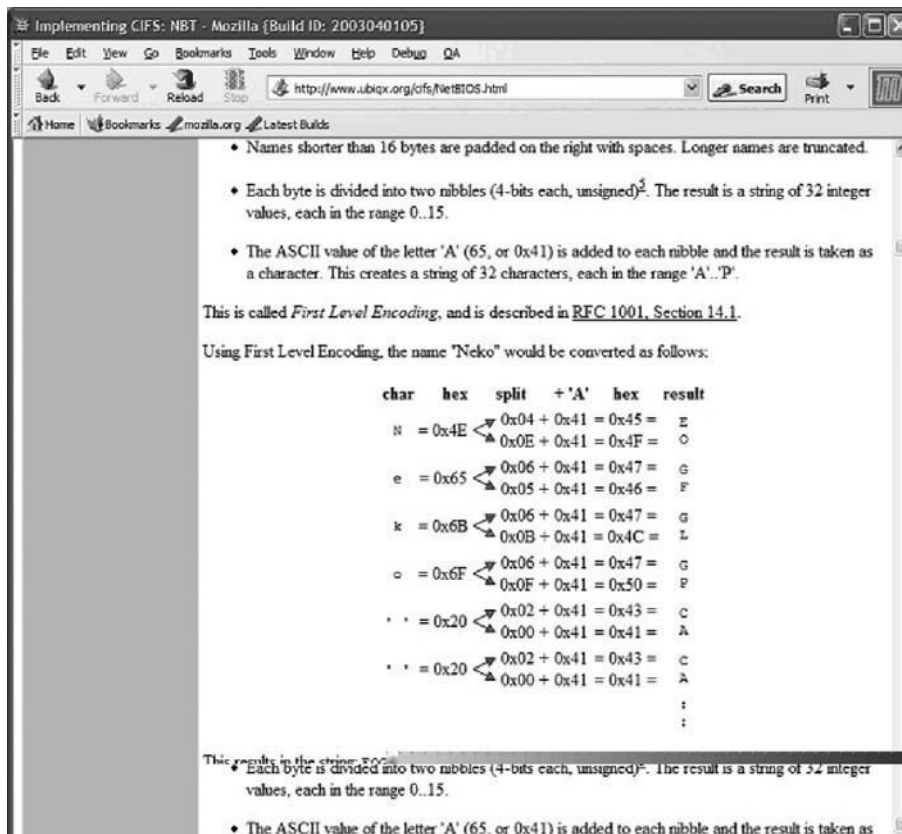 Implementing CIFS: NBT - Mozilla {Build ID: 2003040105}
File Edit View Go Bookmarks Tools Window Help Debug QA
Back Forward Reload Stop http://www.ubiqx.org/cifs/NetBIOS.html Search Print
Home Bookmarks mozilla.org Latest Builds
• Names shorter than 16 bytes are padded on the right with spaces. Longer names are truncated.
• Each byte is divided into two nibbles (4-bits each, unsigned)5. The result is a string of 32 integer
values, each in the range 0..15.
• The ASCII value of the letter 'A' (65, or 0x41) is added to each nibble and the result is taken as
a character. This creates a string of 32 characters, each in the range 'A'..'P'.
This is called First Level Encoding, and is described in RFC 1001, Section 14.1.
Using First Level Encoding, the name "Neko" would be converted as follows:
char hex split + 'A' hex result
0x04 + 0x41 = 0x45 = E
N = 0x4E
0x0E + 0x41 = 0x4F = O
0x06 + 0x41 = 0x47 = G
e = 0x65
0x05 + 0x41 = 0x46 = F
0x06 + 0x41 = 0x47 = G
k = 0x6B
0x0B + 0x41 = 0x4C = L
0x06 + 0x41 = 0x47 = G
o = 0x6F
0x0F + 0x41 = 0x50 = P
0x02 + 0x41 = 0x43 = C
' ' = 0x20
0x00 + 0x41 = 0x41 = A
0x02 + 0x41 = 0x43 = C
' ' = 0x20
0x00 + 0x41 = 0x41 = A
:
:
This results in the string:
• Each byte is divided into two nibbles (4-bits each, unsigned). The result is a string of 32 integer
values, each in the range 0..15.
• The ASCII value of the letter 'A' (65, or 0x41) is added to each nibble and the result is taken as